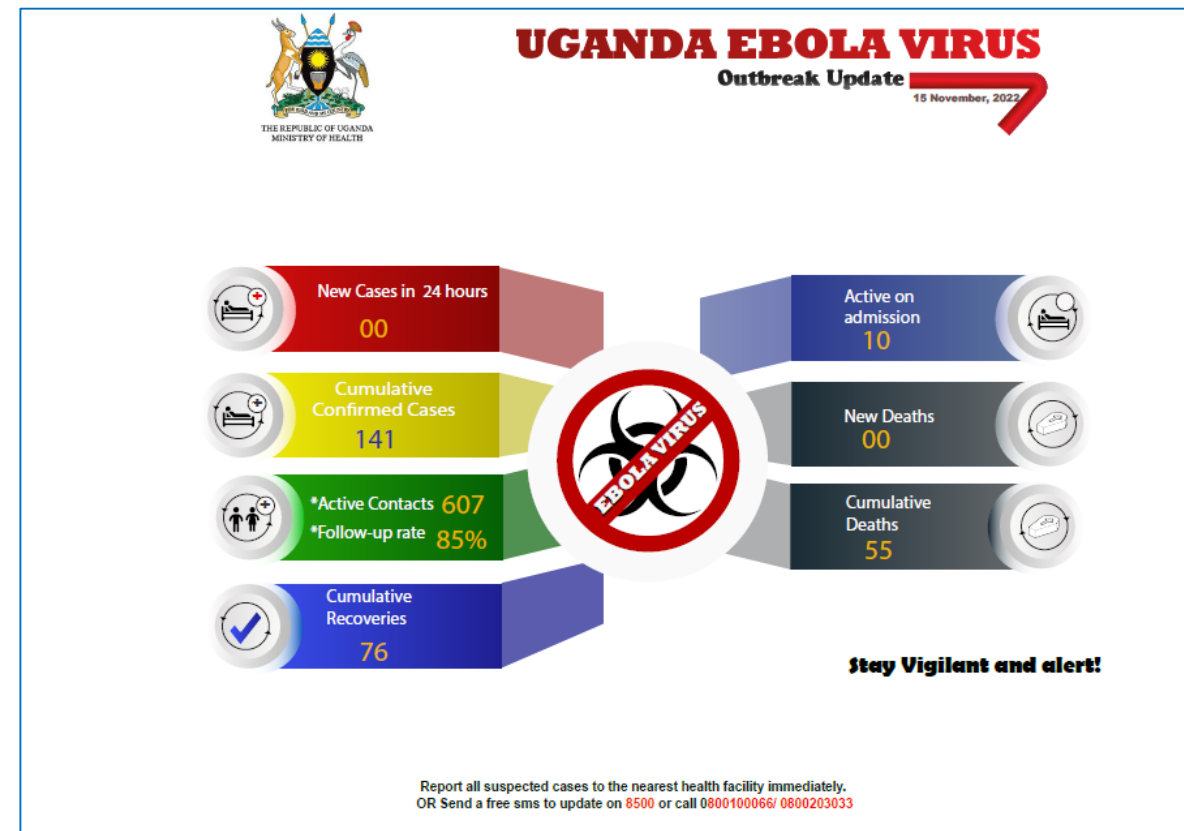 THE REPUBLIC OF UGANDA
MINISTRY OF HEALTH
UGANDA EBOLA VIRUS
Outbreak Update
15 November, 2022
New Cases in 24 hours
00
Cumulative
Confirmed Cases
141
*Active Contacts 607
*Follow-up rate 85%
Cumulative
Recoveries
76
EBOLA VIRUS
Active on
admission
10
New Deaths
00
Cumulative
Deaths
55
Stay Vigilant and alert!
Report all suspected cases to the nearest health facility immediately.
OR Send a free sms to update on 8500 or call 0800100066/ 0800203033